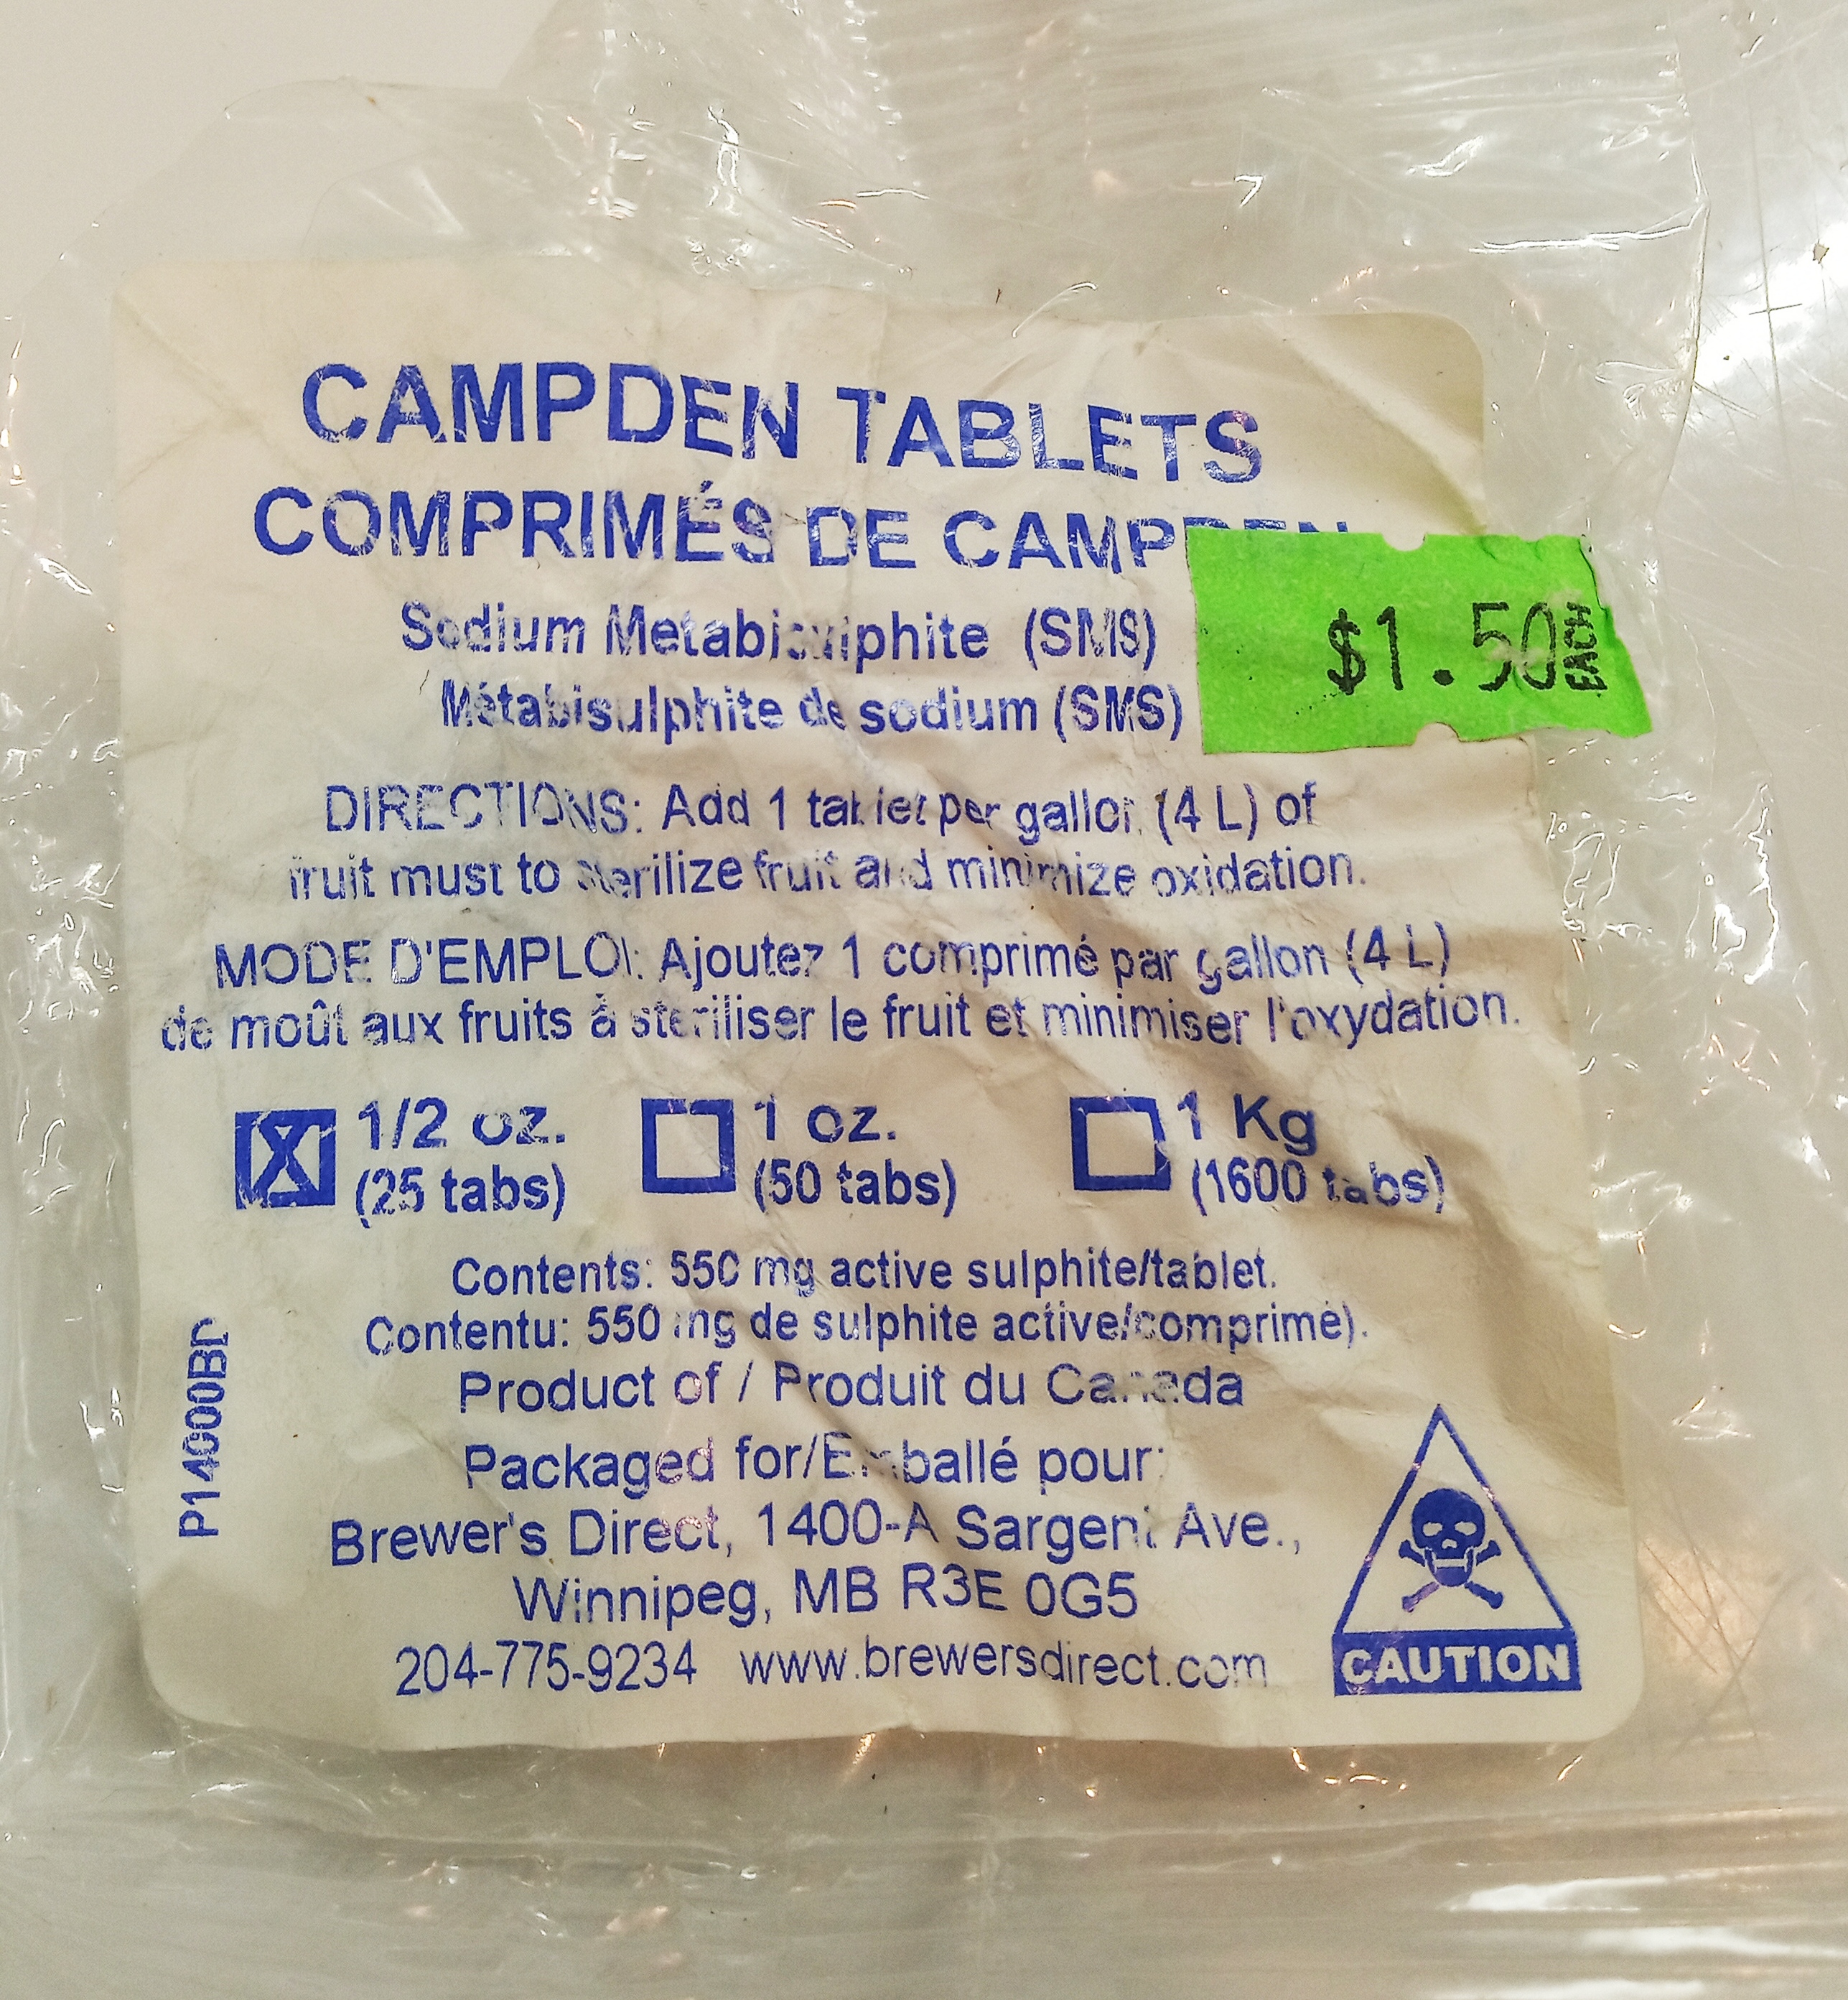 CAMPDEN TABLETS
COMPRIMÉS DE CAMPDEN
$1.50 EACH
Sodium Metabisulphite (SMS)
Métabisulphite de sodium (SMS)
DIRECTIONS: Add 1 tablet per gallon (4 L) of
fruit must to sterilize fruit and minimize oxidation.
MODE D'EMPLOI: Ajoutez 1 comprimé par gallon (4 L)
de moût aux fruits à steriliser le fruit et minimiser l'oxydation.
1/2 oz. 1 oz. 1 Kg
(25 tabs) (50 tabs) (1600 tabs)
Contents: 550 mg active sulphite/tablet.
Contentu: 550 mg de sulphite active/comprimé).
Product of / Produit du Canada
Packaged for/Emballé pour:
Brewer's Direct, 1400-A Sargent Ave.,
Winnipeg, MB R3E 0G5
204-775-9234 www.brewersdirect.com
CAUTION